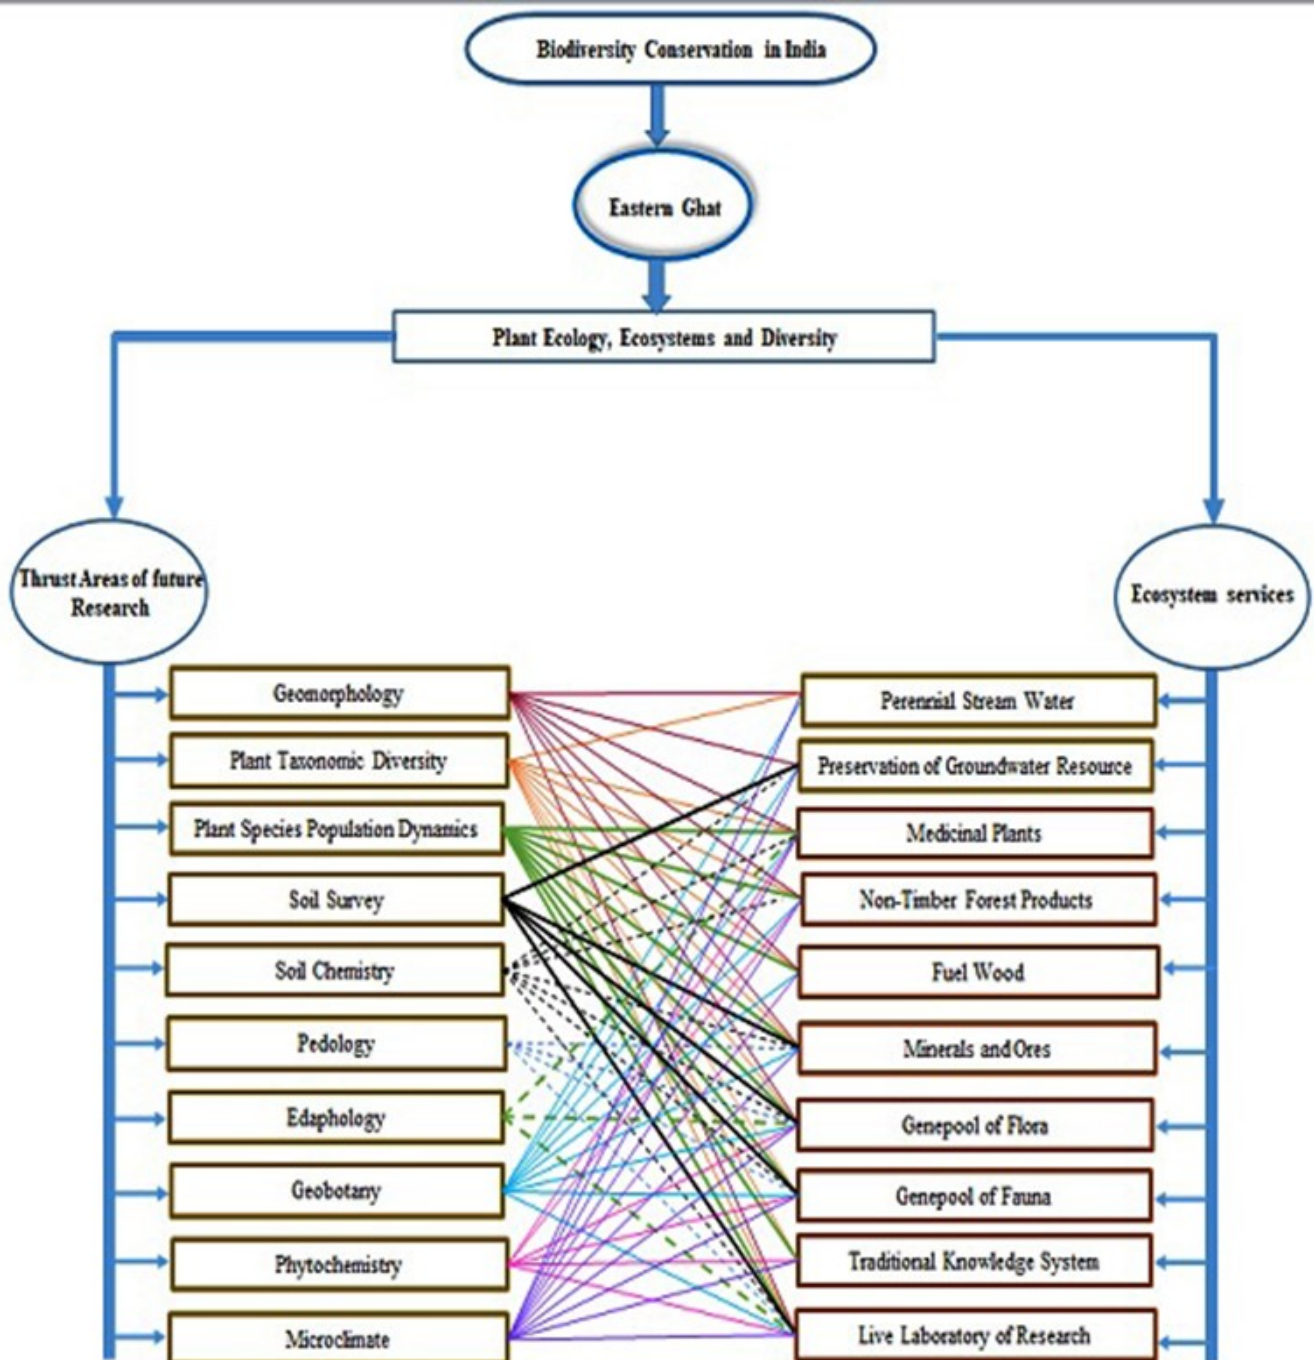 Biodiversity Conservation in India
Eastern Ghat
Plant Ecology, Ecosystems and Diversity
Thrust Areas of future
Research
Ecosystem services
Geomorphology
Plant Taxonomic Diversity
Plant Species Population Dynamics
Soil Survey
Soil Chemistry
Pedology
Edaphology
Geobotany
Phytochemistry
Microclimate
Perennial Stream Water
Preservation of Groundwater Resource
Medicinal Plants
Non-Timber Forest Products
Fuel Wood
Minerals and Ores
Genepool of Flora
Genepool of Fauna
Traditional Knowledge System
Live Laboratory of Research